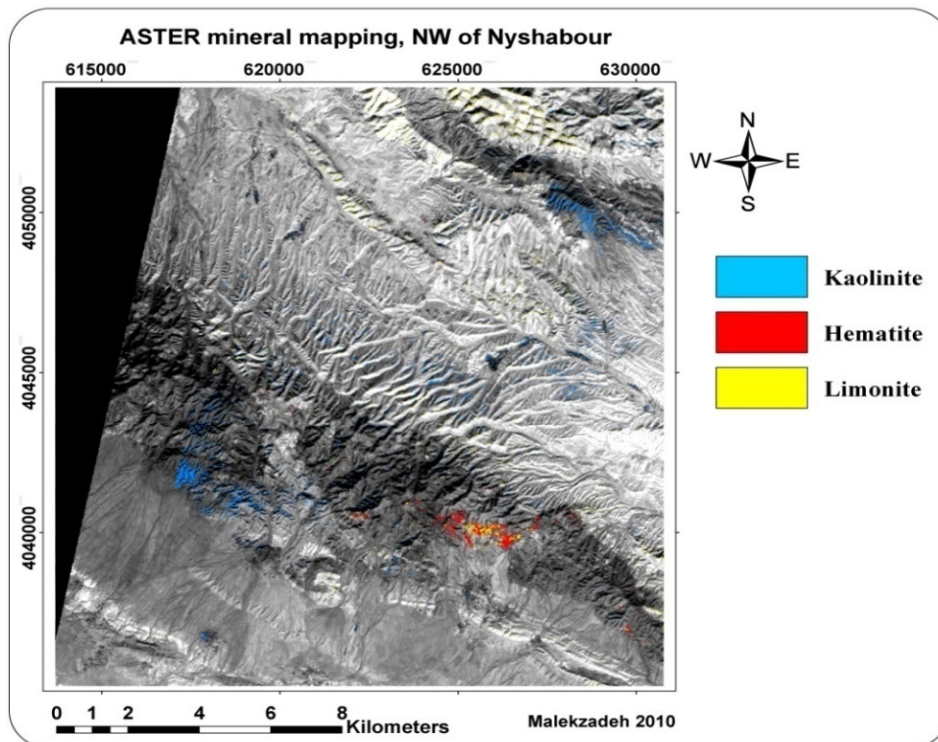 ASTER mineral mapping, NW of Nyshabour
615000 620000 625000 630000
4050000
4045000
4040000
N
W E
S
Kaolinite
Hematite
Limonite
0 1 2 4 6 8
Kilometers
Malekzadeh 2010